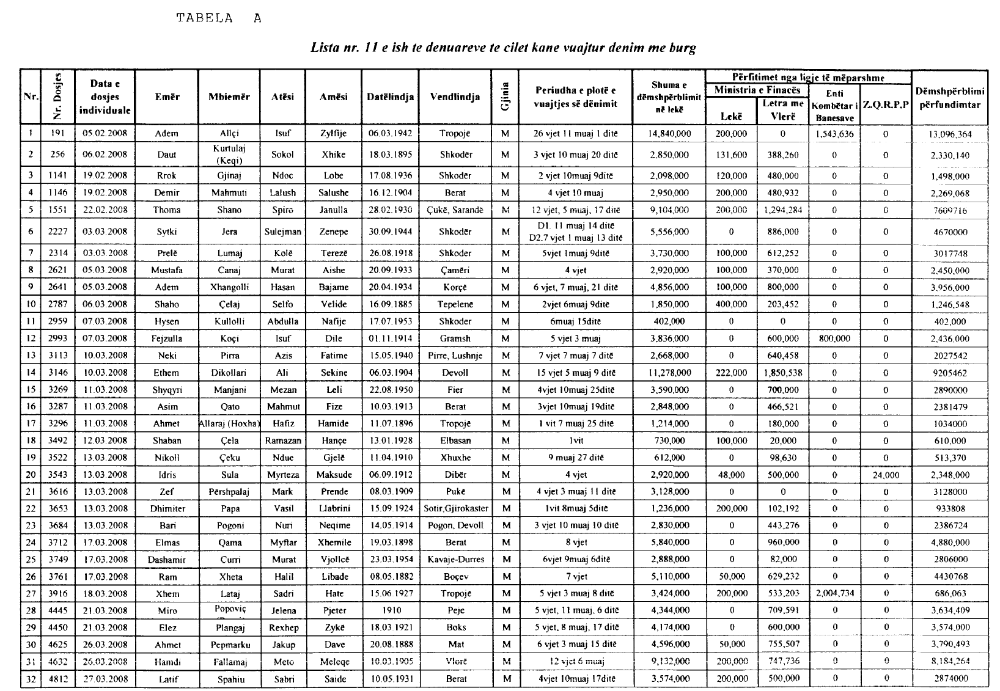 TABELA A
Lista nr. 11 e ish te denuareve te cilet kane vuajtur denim me burg
Nr. Nr. Dosjes Data e dosjes individuale Emër Mbiemër Atësi Amësi Datëlindja Vendlindja Gjinia Periudha e plotë e vuajtjes së dënimit Shuma e dëmshpërblimit në lekë Përfitimet nga ligje të mëparshme Dëmshpërblimi përfundimtar
Ministria e Finacës Enti Kombëtar i Banesave Z.Q.R.P.P
Lekë Letra me Vlerë
1 191 05.02.2008 Adem Allçi Isuf Zylfije 06.03.1942 Tropojë M 26 vjet 11 muaj 1 ditë 14,840,000 200,000 0 1,543,636 0 13,096,364
2 256 06.02.2008 Daut Kurtulaj (Keqi) Sokol Xhike 18.03.1895 Shkodër M 3 vjet 10 muaj 20 ditë 2,850,000 131,600 388,260 0 0 2,330,140
3 1141 19.02.2008 Rrok Gjinaj Ndoc Lobe 17.08.1936 Shkodër M 2 vjet 10muaj 9ditë 2,098,000 120,000 480,000 0 0 1,498,000
4 1146 19.02.2008 Demir Mahmuti Lalush Salushe 16.12.1904 Berat M 4 vjet 10 muaj 2,950,000 200,000 480,932 0 0 2,269,068
5 1551 22.02.2008 Thoma Shano Spiro Janulla 28.02.1930 Çukë, Sarandë M 12 vjet, 5 muaj, 17 ditë 9,104,000 200,000 1,294,284 0 0 7609716
6 2227 03.03.2008 Sytki Jera Sulejman Zenepe 30.09.1944 Shkodër M D1. 11 muaj 14 ditë D2.7 vjet 1 muaj 13 ditë 5,556,000 0 886,000 0 0 4670000
7 2314 03.03.2008 Prelë Lumaj Kolë Terezë 26.08.1918 Shkoder M 5vjet 1muaj 9ditë 3,730,000 100,000 612,252 0 0 3017748
8 2621 05.03.2008 Mustafa Canaj Murat Aishe 20.09.1933 Çamëri M 4 vjet 2,920,000 100,000 370,000 0 0 2,450,000
9 2641 05.03.2008 Adem Xhangolli Hasan Bajame 20.04.1934 Korçë M 6 vjet, 7 muaj, 21 ditë 4,856,000 100,000 800,000 0 0 3,956,000
10 2787 06.03.2008 Shaho Çelaj Selfo Velide 16.09.1885 Tepelenë M 2vjet 6muaj 9ditë 1,850,000 400,000 203,452 0 0 1,246,548
11 2959 07.03.2008 Hysen Kullolli Abdulla Nafije 17.07.1953 Shkoder M 6muaj 15ditë 402,000 0 0 0 0 402,000
12 2993 07.03.2008 Fejzulla Koçi Isuf Dile 01.11.1914 Gramsh M 5 vjet 3 muaj 3,836,000 0 600,000 800,000 0 2,436,000
13 3113 10.03.2008 Neki Pirra Azis Fatime 15.05.1940 Pirre, Lushnje M 7 vjet 7 muaj 7 ditë 2,668,000 0 640,458 0 0 2027542
14 3146 10.03.2008 Ethem Dikollari Ali Sekine 06.03.1904 Devoll M 15 vjet 5 muaj 9 ditë 11,278,000 222,000 1,850,538 0 0 9205462
15 3269 11.03.2008 Shyqyri Manjani Mezan Leli 22.08.1950 Fier M 4vjet 10muaj 25ditë 3,590,000 0 700,000 0 0 2890000
16 3287 11.03.2008 Asim Qato Mahmut Fize 10.03.1913 Berat M 3vjet 10muaj 19ditë 2,848,000 0 466,521 0 0 2381479
17 3296 11.03.2008 Ahmet Allaraj (Hoxha) Hafiz Hamide 11.07.1896 Tropojë M 1 vit 7 muaj 25 ditë 1,214,000 0 180,000 0 0 1034000
18 3492 12.03.2008 Shaban Çela Ramazan Hançe 13.01.1928 Elbasan M 1vit 730,000 100,000 20,000 0 0 610,000
19 3522 13.03.2008 Nikoll Çeku Ndue Gjelë 11.04.1910 Xhuxhe M 9 muaj 27 ditë 612,000 0 98,630 0 0 513,370
20 3543 13.03.2008 Idris Sula Myrteza Maksude 06.09.1912 Dibër M 4 vjet 2,920,000 48,000 500,000 0 24,000 2,348,000
21 3616 13.03.2008 Zef Përshpalaj Mark Prende 08.03.1909 Pukë M 4 vjet 3 muaj 11 ditë 3,128,000 0 0 0 0 3128000
22 3653 13.03.2008 Dhimiter Papa Vasil Llabrini 15.09.1924 Sotir,Gjirokaster M 1vit 8muaj 5ditë 1,236,000 200,000 102,192 0 0 933808
23 3684 13.03.2008 Bari Pogoni Nuri Neqime 14.05.1914 Pogon, Devoll M 3 vjet 10 muaj 10 ditë 2,830,000 0 443,276 0 0 2386724
24 3712 17.03.2008 Elmas Qama Myftar Xhemile 19.03.1898 Berat M 8 vjet 5,840,000 0 960,000 0 0 4,880,000
25 3749 17.03.2008 Dashamir Curri Murat Vjollcë 23.03.1954 Kavaje-Durres M 6vjet 9muaj 6ditë 2,888,000 0 82,000 0 0 2806000
26 3761 17.03.2008 Ram Xheta Halil Libade 08.05.1882 Boçev M 7 vjet 5,110,000 50,000 629,232 0 0 4430768
27 3916 18.03.2008 Xhem Lataj Sadri Hate 15.06.1927 Tropojë M 5 vjet 3 muaj 8 ditë 3,424,000 200,000 533,203 2,004,734 0 686,063
28 4445 21.03.2008 Miro Popoviç Jelena Pjeter 1910 Peje M 5 vjet, 11 muaj, 6 ditë 4,344,000 0 709,591 0 0 3,634,409
29 4450 21.03.2008 Elez Plangaj Rexhep Zykë 18.03.1921 Boks M 5 vjet, 8 muaj, 17 ditë 4,174,000 0 600,000 0 0 3,574,000
30 4625 26.03.2008 Ahmet Pepmarku Jakup Dave 20.08.1888 Mat M 6 vjet 3 muaj 15 ditë 4,596,000 50,000 755,507 0 0 3,790,493
31 4632 26.03.2008 Hamdi Fallamaj Meto Meleqe 10.03.1905 Vlorë M 12 vjet 6 muaj 9,132,000 200,000 747,736 0 0 8,184,264
32 4812 27.03.2008 Latif Spahiu Sabri Saide 10.05.1931 Berat M 4vjet 10muaj 17ditë 3,574,000 200,000 500,000 0 0 2874000